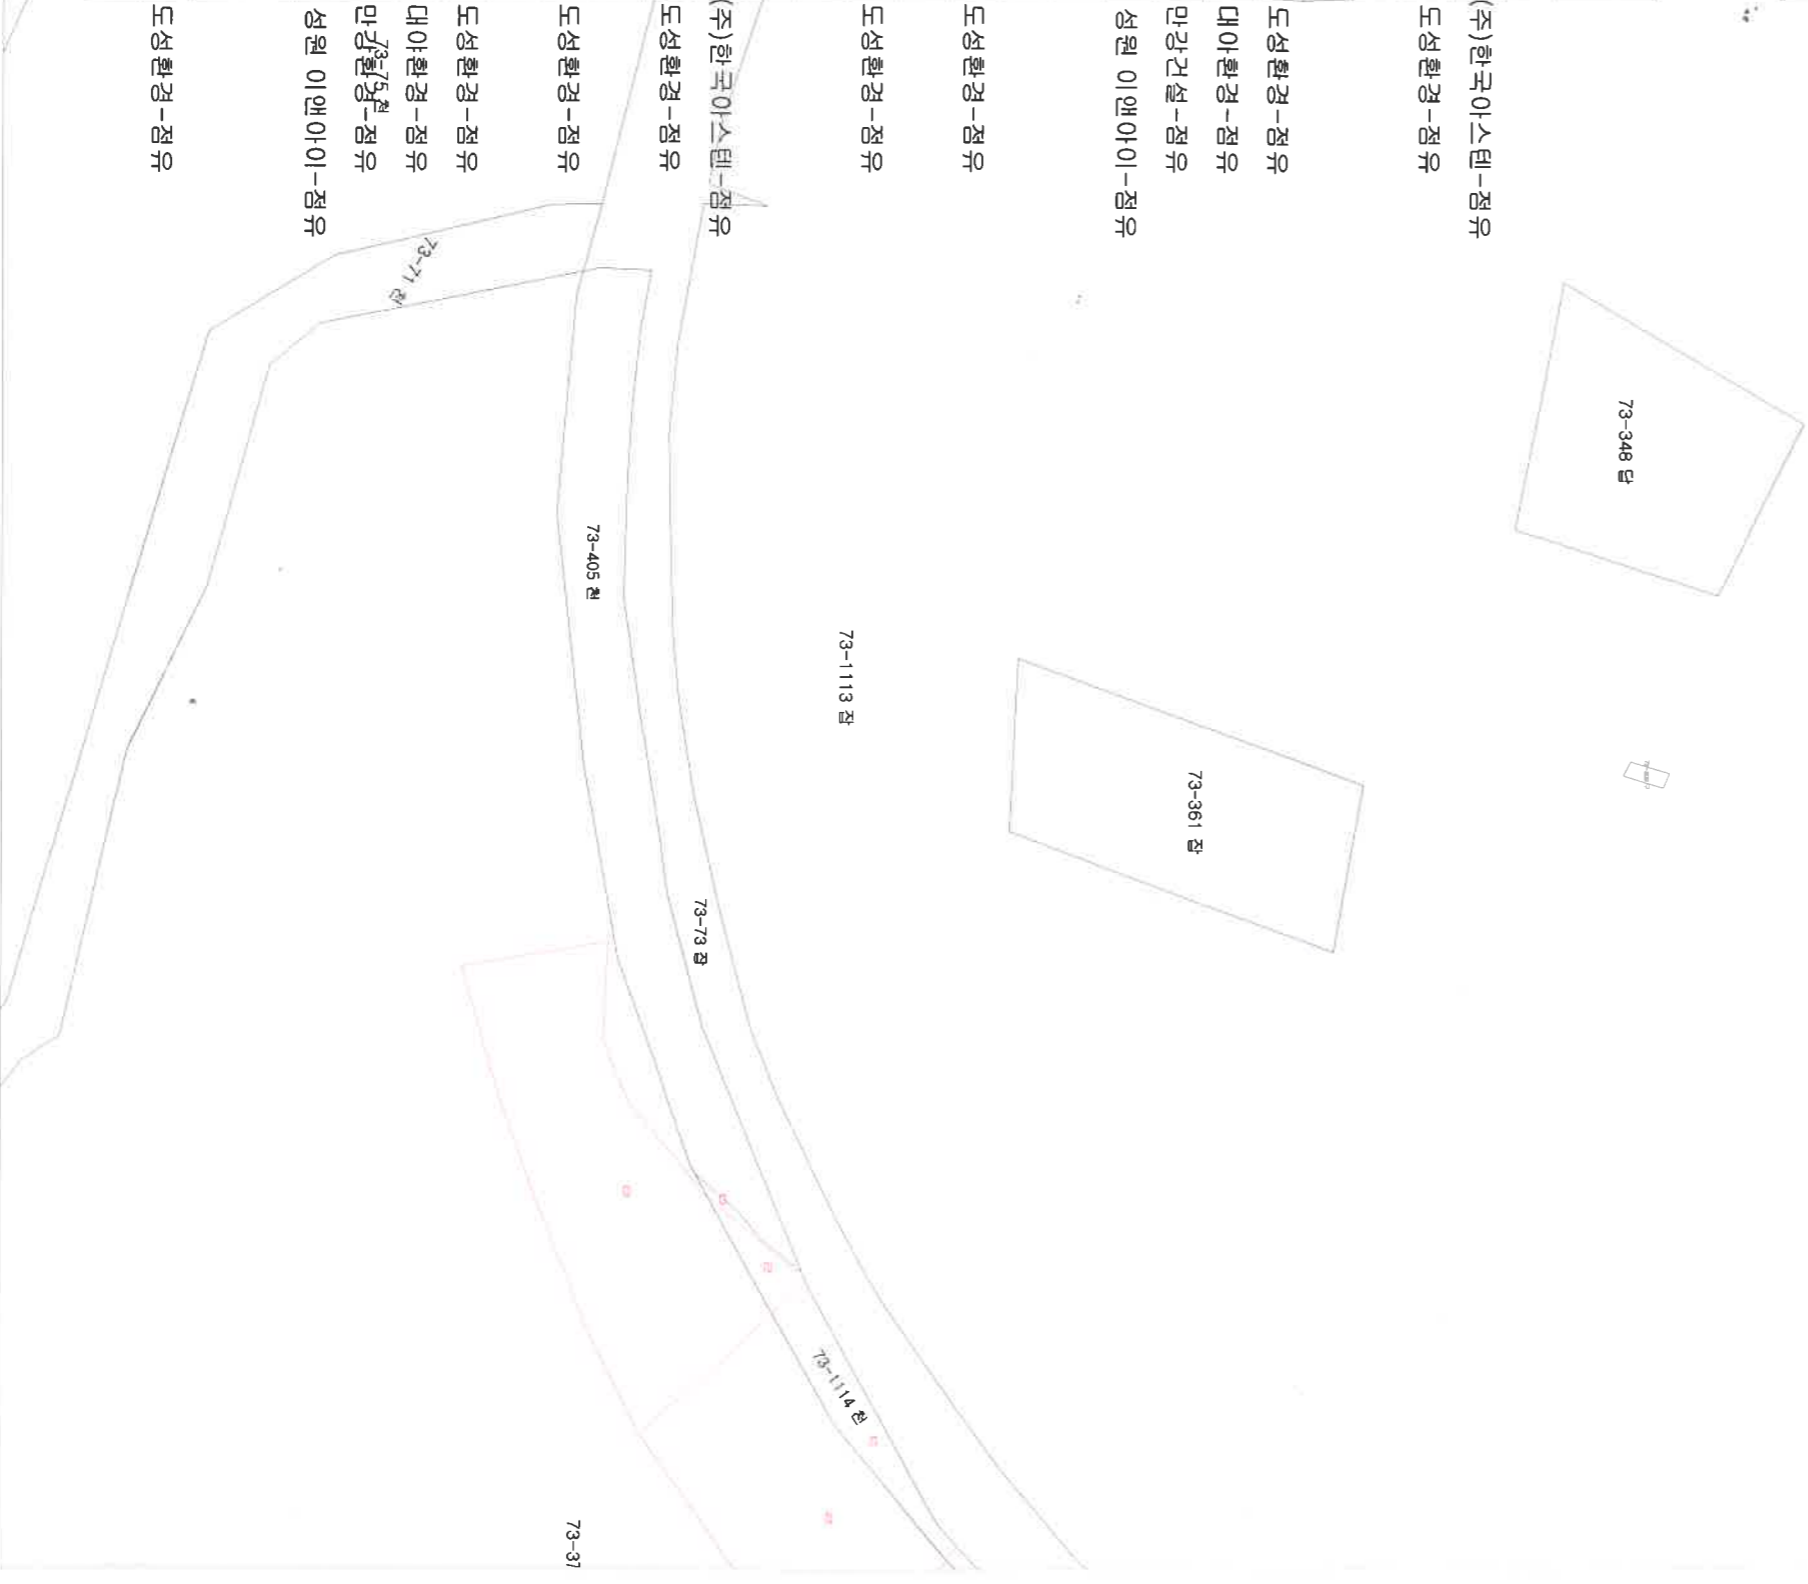 (주)한국아스텐-점유
도성환경-점유
도성환경-점유
대아환경-점유
만강건설-점유
성원 이앤아이-점유
도성환경-점유
도성환경-점유
(주)한국아스텐-점유
도성환경-점유
도성환경-점유
도성환경-점유
대아환경-점유
만강환경-점유
73-75 천
성원 이앤아이-점유
도성환경-점유
73-348 답
73-361 잡
73-1113 잡
73-73 잡
73-1114 천
73-405 천
73-37
73-71 천